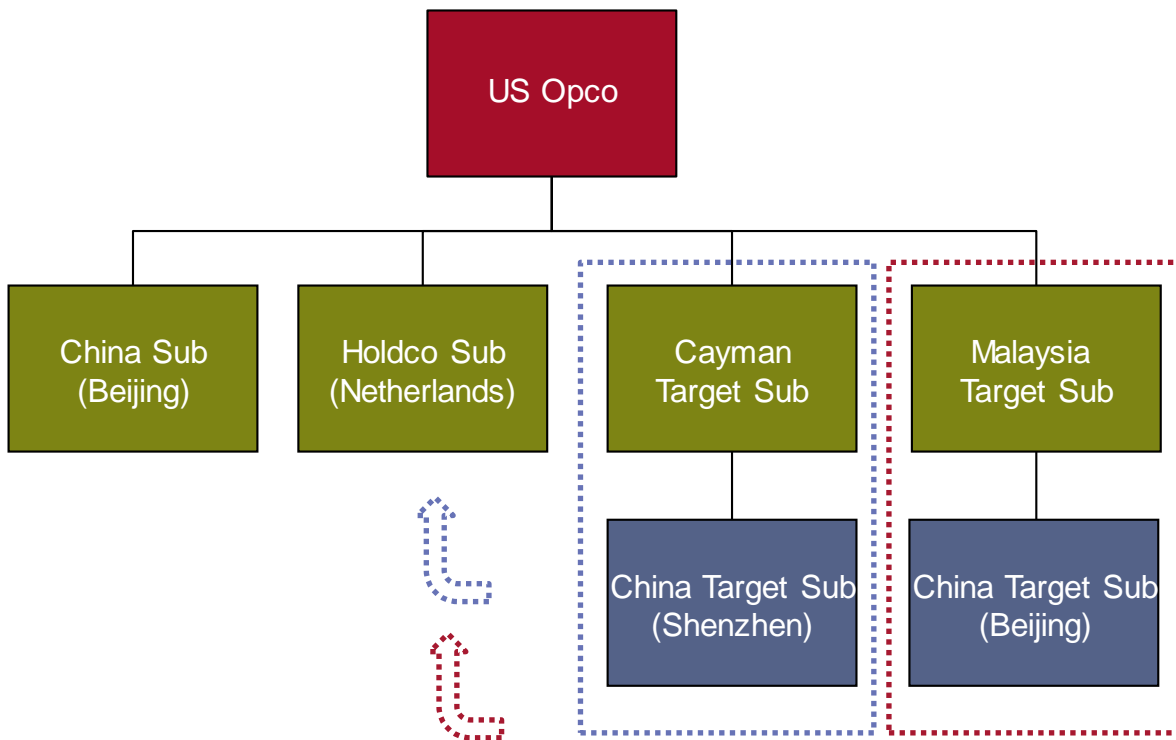 US Opco
China Sub
(Beijing)
Holdco Sub
(Netherlands)
Cayman
Target Sub
Malaysia
Target Sub
China Target Sub
(Shenzhen)
China Target Sub
(Beijing)